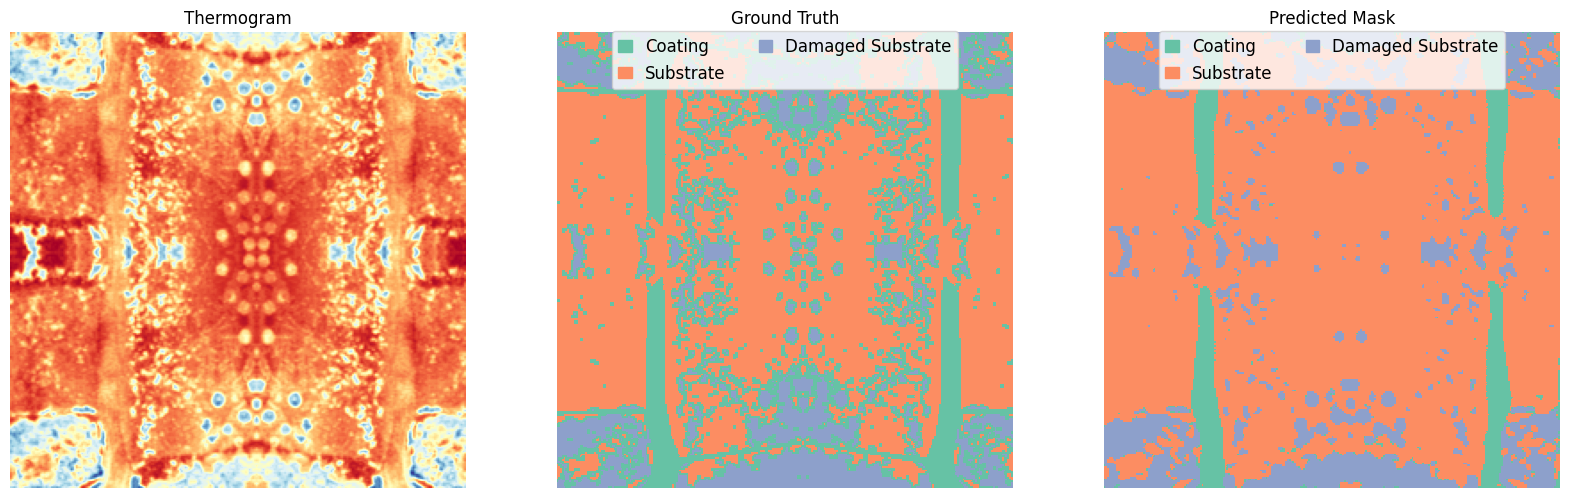 Thermogram
Ground Truth
Coating
Damaged Substrate
Substrate
Predicted Mask
Coating
Damaged Substrate
Substrate